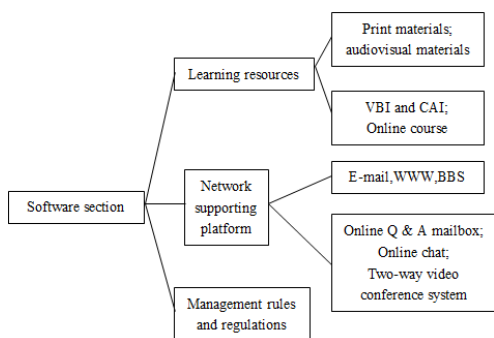 Print materials;
audiovisual materials
Learning resources
VBI and CAI;
Online course
Software section
Network
supporting
platform
E-mail,WWW,BBS
Online Q & A mailbox;
Online chat;
Two-way video
conference system
Management rules
and regulations